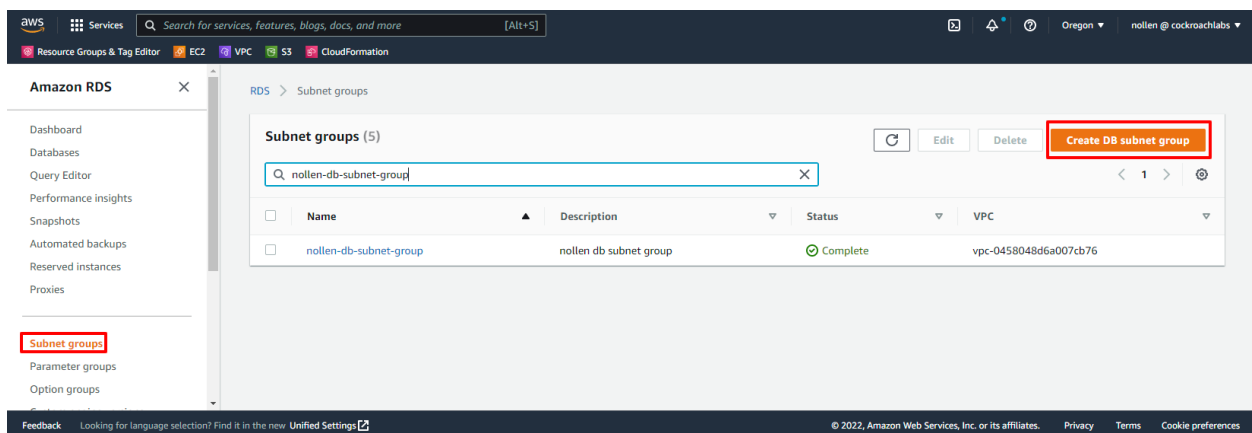 aws Services Search for services, features, blogs, docs, and more [Alt+S] Oregon nollen @ cockroachlabs
Resource Groups & Tag Editor EC2 VPC S3 CloudFormation
Amazon RDS
Dashboard
Databases
Query Editor
Performance insights
Snapshots
Automated backups
Reserved instances
Proxies
Subnet groups
Parameter groups
Option groups
RDS > Subnet groups
Subnet groups (5) Edit Delete Create DB subnet group
nollen-db-subnet-group 1
Name Description Status VPC
nollen-db-subnet-group nollen db subnet group Complete vpc-0458048d6a007cb76
Feedback Looking for language selection? Find it in the new Unified Settings © 2022, Amazon Web Services, Inc. or its affiliates. Privacy Terms Cookie preferences